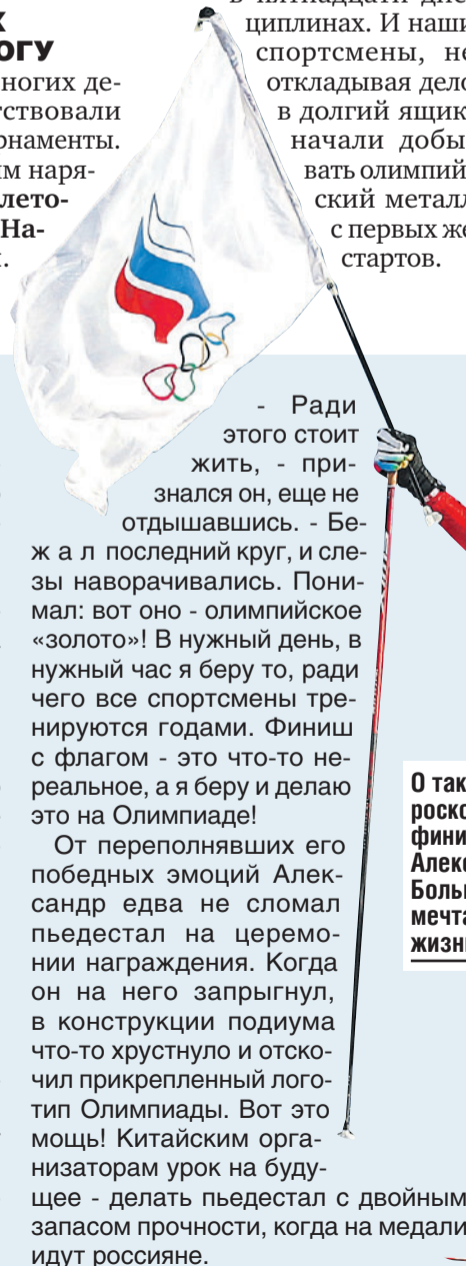 ОГУ
ногих де-
тствовали
рнаменты.
м наря-
лето-
На-
циплинах. И наши
спортсмены, не
откладывая дело
в долгий ящик,
начали добы-
вать олимпий-
ский металл
с первых же
стартов.
- Ради
этого стоит
жить, - при-
знался он, еще не
отдышавшись. - Бе-
жал последний круг, и сле-
зы наворачивались. Пони-
мал: вот оно - олимпийское
«золото»! В нужный день, в
нужный час я беру то, ради
чего все спортсмены тре-
нируются годами. Финиш
с флагом - это что-то не-
реальное, а я беру и делаю
это на Олимпиаде!
От переполнявших его
победных эмоций Алек-
сандр едва не сломал
пьедестал на церемо-
нии награждения. Когда
он на него запрыгнул,
в конструкции подиума
что-то хрустнуло и отско-
чил прикрепленный лого-
тип Олимпиады. Вот это
мощь! Китайским орга-
низаторам урок на буду-
щее - делать пьедестал с двойным
запасом прочности, когда на медали
идут россияне.
О так
роско
фини
Алекс
Больш
мечта
жизн